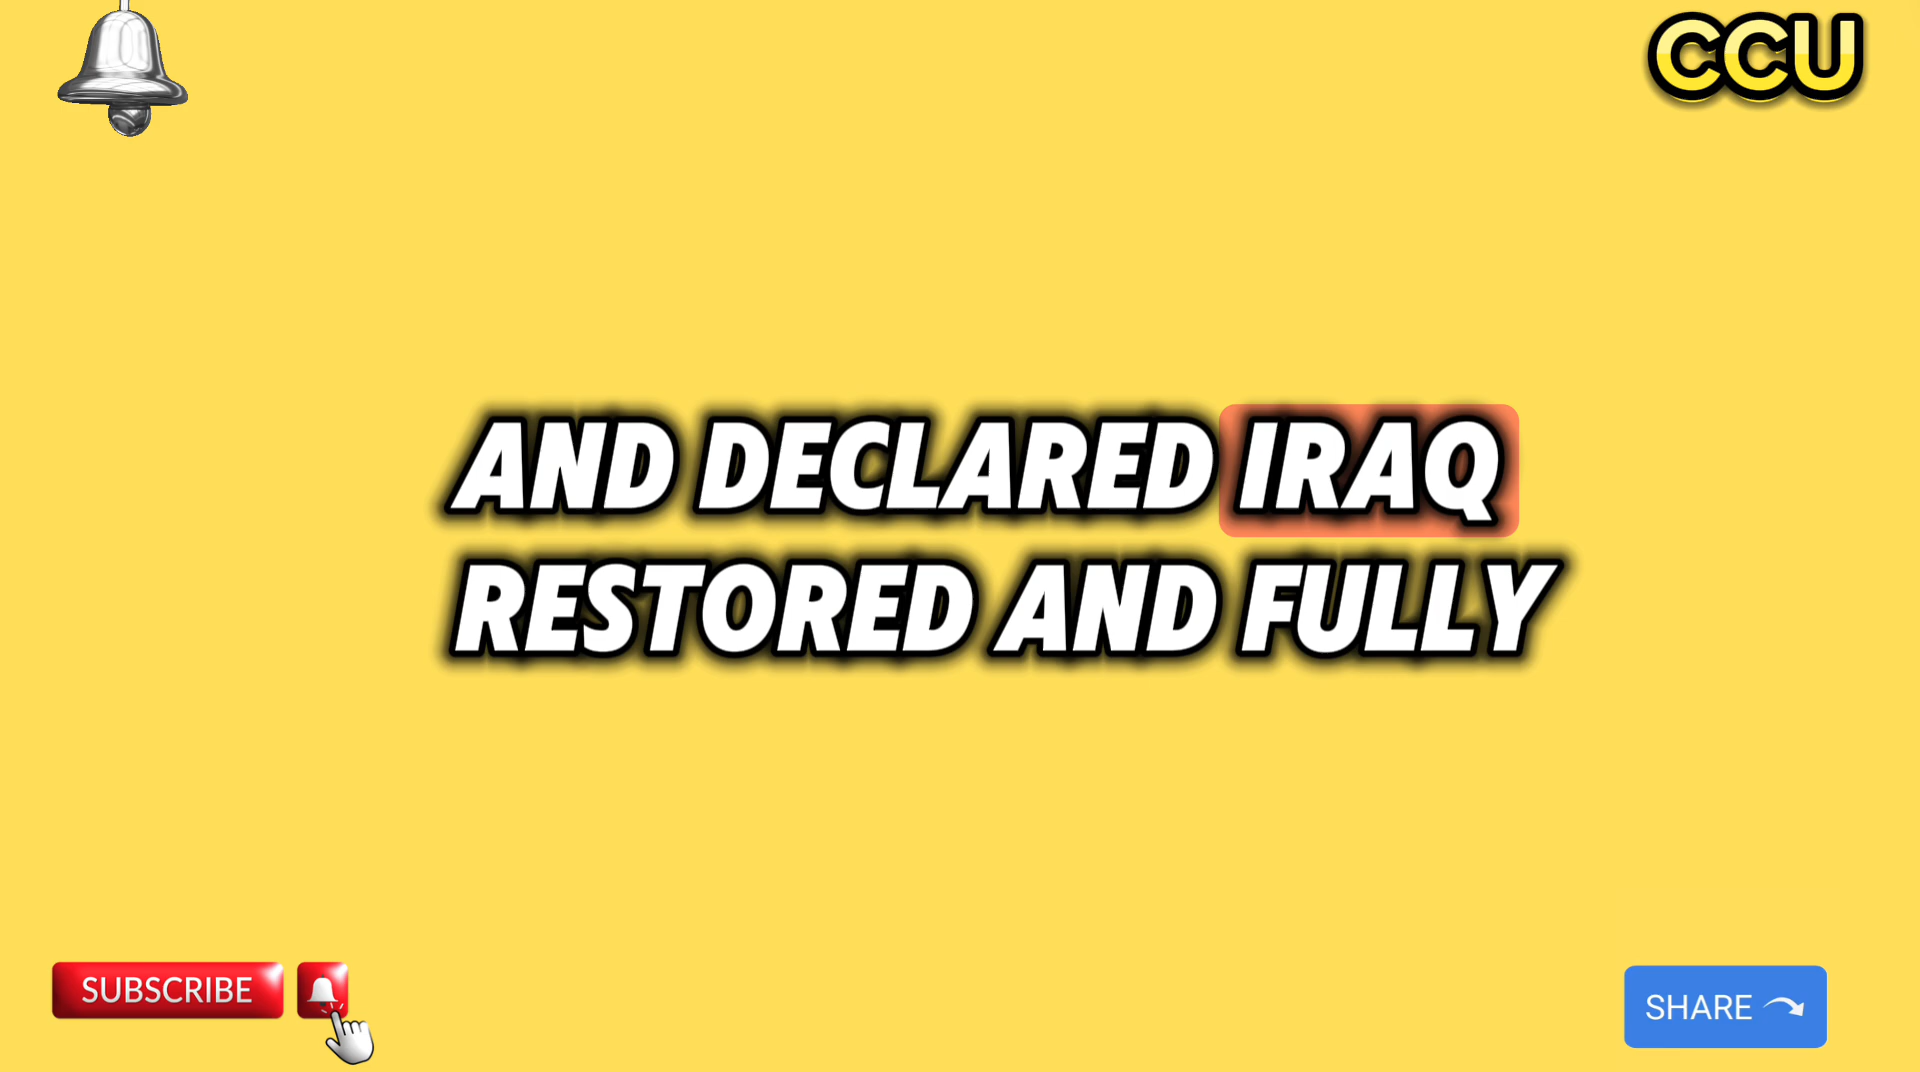 CCU
AND DECLARED IRAQ
RESTORED AND FULLY
SUBSCRIBE
SHARE